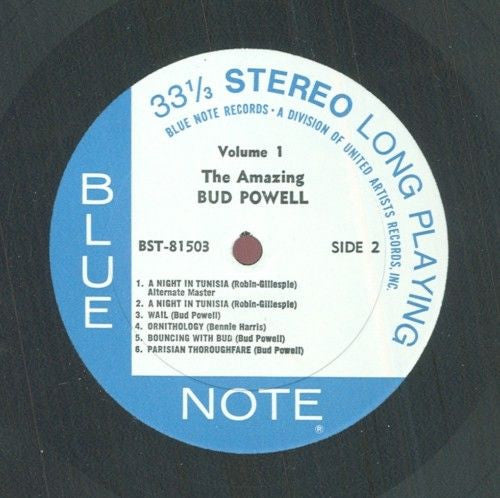 33⅓ STEREO LONG PLAYING
BLUE NOTE RECORDS · A DIVISION OF UNITED ARTISTS RECORDS, INC.
Volume 1
The Amazing
BUD POWELL
BST-81503
SIDE 2
1. A NIGHT IN TUNISIA (Robin-Gillespie)
Alternate Master
2. A NIGHT IN TUNISIA (Robin-Gillespie)
3. WAIL (Bud Powell)
4. ORNITHOLOGY (Bennie Harris)
5. BOUNCING WITH BUD (Bud Powell)
6. PARISIAN THOROUGHFARE (Bud Powell)
BLUE
NOTE
®